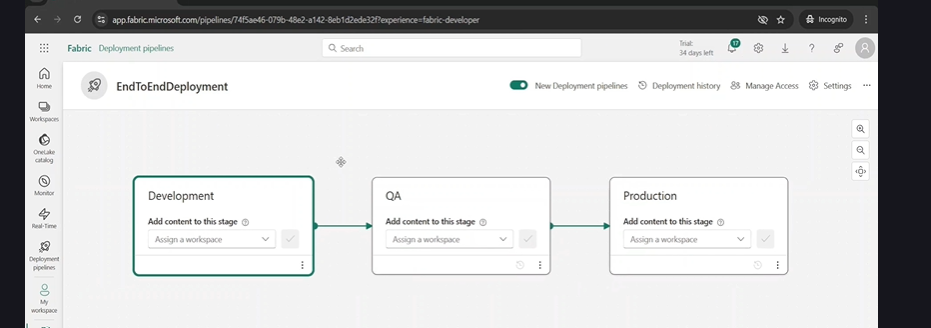 app.fabric.microsoft.com/pipelines/74f5ae46-079b-48e2-a142-8eb1d2ede32f?experience=fabric-developer
Incognito
Fabric Deployment pipelines
Search
Trial:
34 days left
17
Home
Workspaces
OneLake
catalog
Monitor
Real-Time
Deployment
pipelines
My
workspace
EndToEndDeployment
New Deployment pipelines
Deployment history
Manage Access
Settings
Development
Add content to this stage
Assign a workspace
QA
Add content to this stage
Assign a workspace
Production
Add content to this stage
Assign a workspace